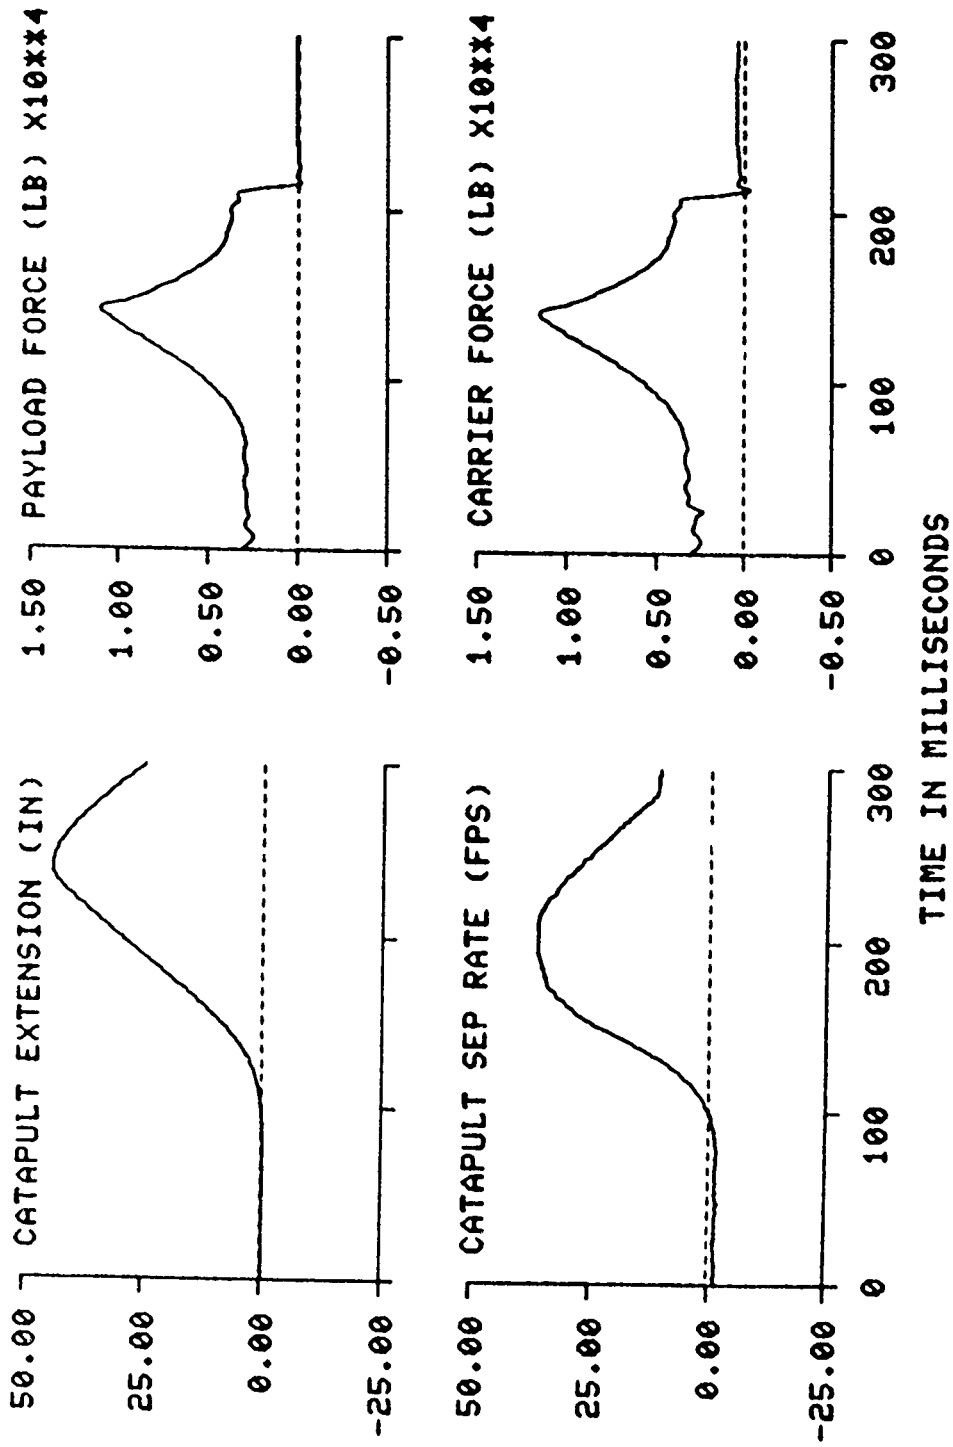 CATAPULT EXTENSION (IN)
50.00
25.00
0.00
-25.00
PAYLOAD FORCE (LB) X10**4
1.50
1.00
0.50
0.00
-0.50
CATAPULT SEP RATE (FPS)
50.00
25.00
0.00
-25.00
0 100 200 300
CARRIER FORCE (LB) X10**4
1.50
1.00
0.50
0.00
-0.50
0 100 200 300
TIME IN MILLISECONDS